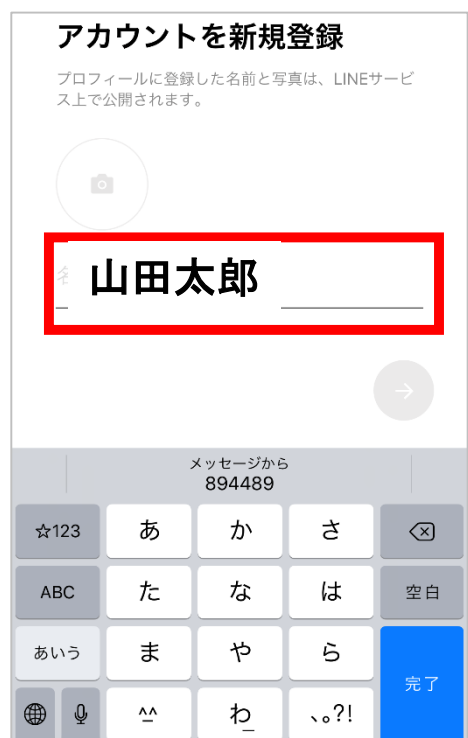 アカウントを新規登録
プロフィールに登録した名前と写真は、LINEサービ
ス上で公開されます。
山田太郎
メッセージから
894489
☆123 あ か さ
ABC た な は 空白
あいう ま や ら
完了
^^ わ_ 、。?!